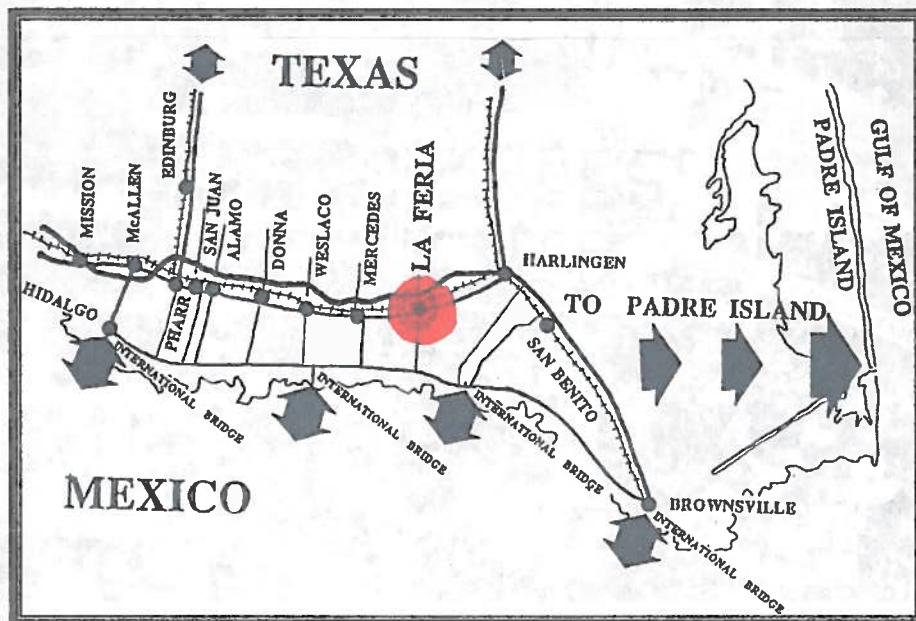 TEXAS
EDINBURG
MISSION
McALLEN
SAN JUAN
ALAMO
DONNA
WESLACO
MERCEDES
LA FERIA
HARLINGEN
PADRE ISLAND
GULF OF MEXICO
HIDALGO
PHARR
TO PADRE ISLAND
SAN BENITO
INTERNATIONAL BRIDGE
INTERNATIONAL BRIDGE
INTERNATIONAL BRIDGE
MEXICO
BROWNSVILLE
INTERNATIONAL BRIDGE